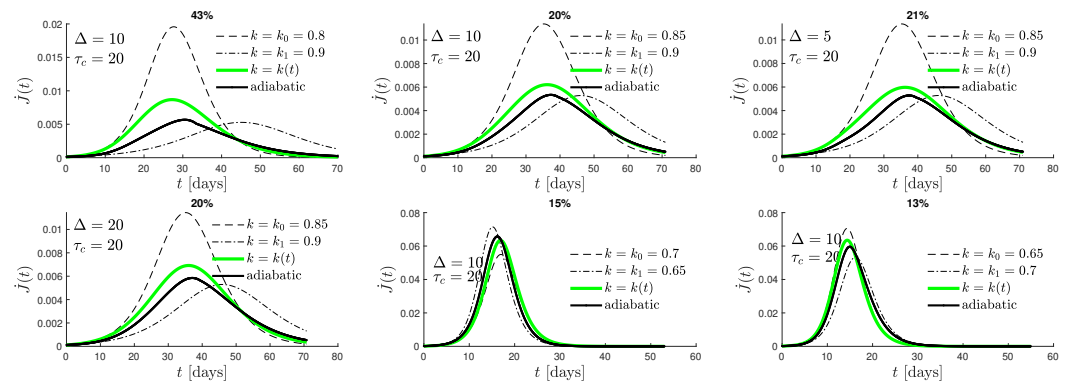 43%
Δ = 10
τc = 20
k = k0 = 0.8
k = k1 = 0.9
k = k(t)
adiabatic
J̇(t)
0.02
0.015
0.01
0.005
0
0 10 20 30 40 50 60 70
t [days]
20%
Δ = 10
τc = 20
k = k0 = 0.85
k = k1 = 0.9
k = k(t)
adiabatic
J̇(t)
0.01
0.008
0.006
0.004
0.002
0
0 10 20 30 40 50 60 70 80
t [days]
21%
Δ = 5
τc = 20
k = k0 = 0.85
k = k1 = 0.9
k = k(t)
adiabatic
J̇(t)
0.01
0.008
0.006
0.004
0.002
0
0 10 20 30 40 50 60 70 80
t [days]
20%
Δ = 20
τc = 20
k = k0 = 0.85
k = k1 = 0.9
k = k(t)
adiabatic
J̇(t)
0.01
0.008
0.006
0.004
0.002
0
0 10 20 30 40 50 60 70 80
t [days]
15%
Δ = 10
τc = 20
k = k0 = 0.7
k = k1 = 0.65
k = k(t)
adiabatic
J̇(t)
0.08
0.06
0.04
0.02
0
0 10 20 30 40 50 60
t [days]
13%
Δ = 10
τc = 20
k = k0 = 0.65
k = k1 = 0.7
k = k(t)
adiabatic
J̇(t)
0.08
0.06
0.04
0.02
0
0 10 20 30 40 50 60
t [days]